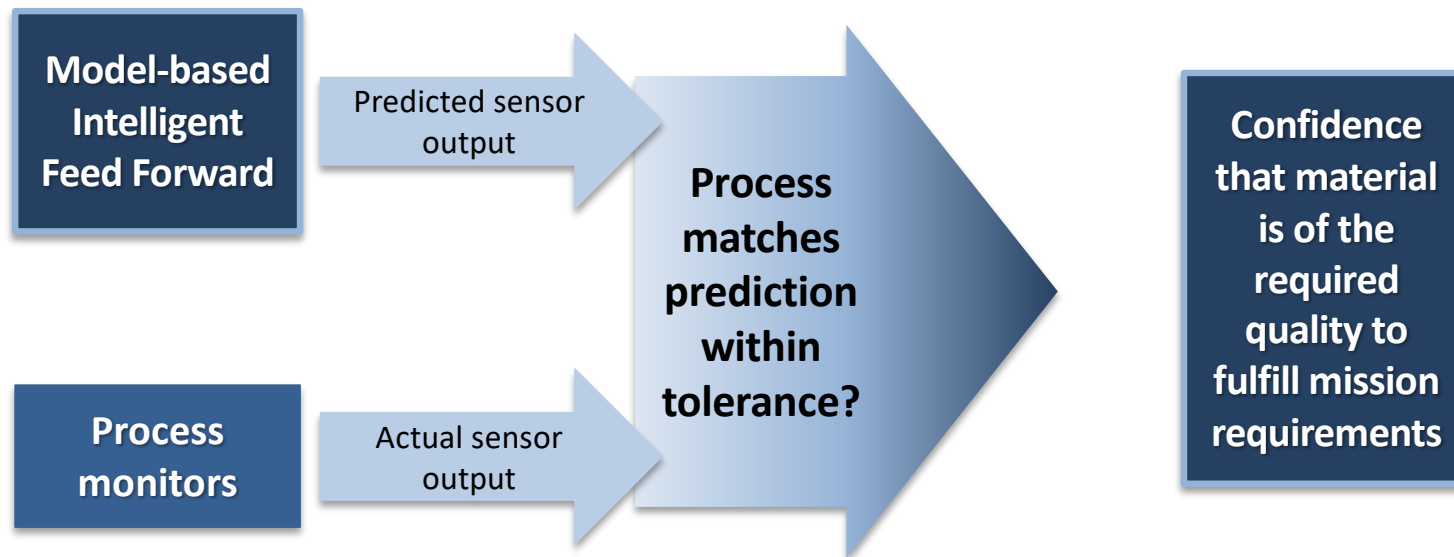 Model-based
Intelligent
Feed Forward
Predicted sensor
output
Process
matches
prediction
within
tolerance?
Process
monitors
Actual sensor
output
Confidence
that material
is of the
required
quality to
fulfill mission
requirements